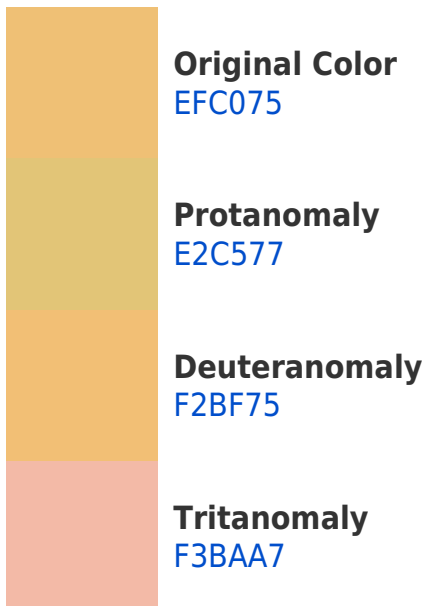 Original Color
EFC075
Protanomaly
E2C577
Deuteranomaly
F2BF75
Tritanomaly
F3BAA7